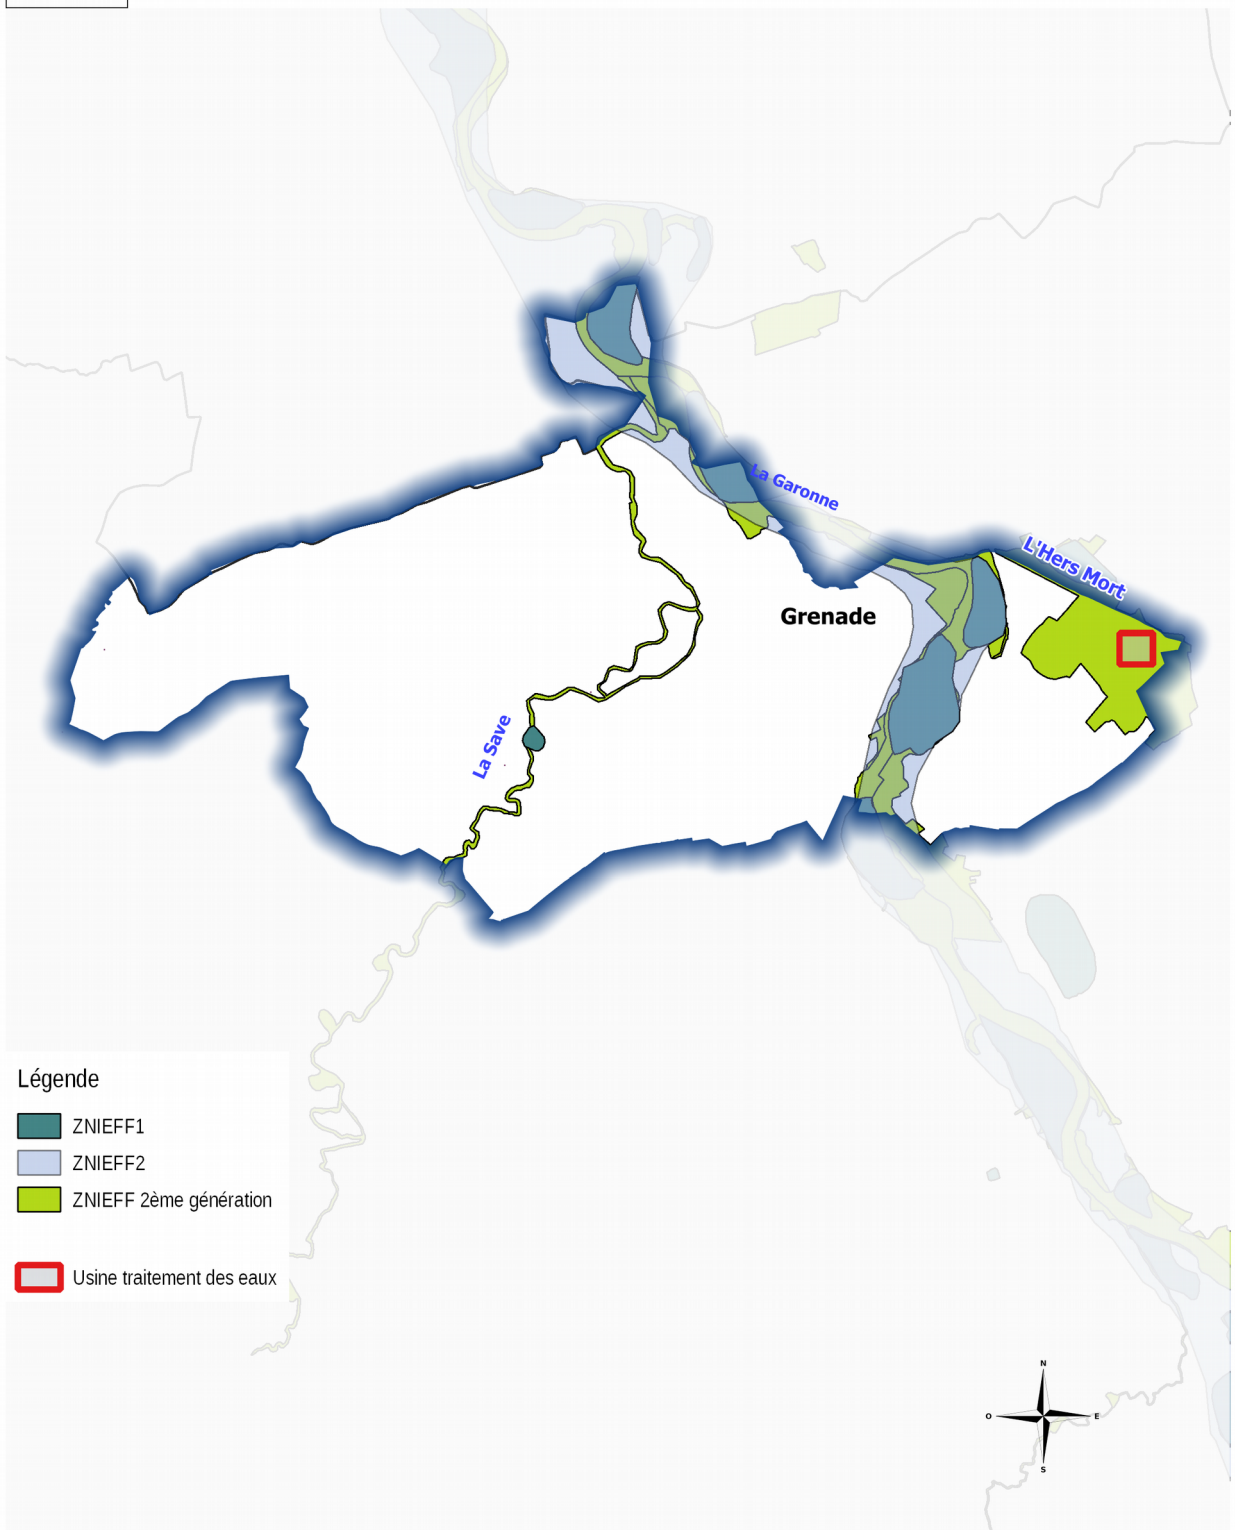 La Garonne
L'Hers Mort
Grenade
La Save
Légende
ZNIEFF1
ZNIEFF2
ZNIEFF 2ème génération
Usine traitement des eaux
N
O
E
S